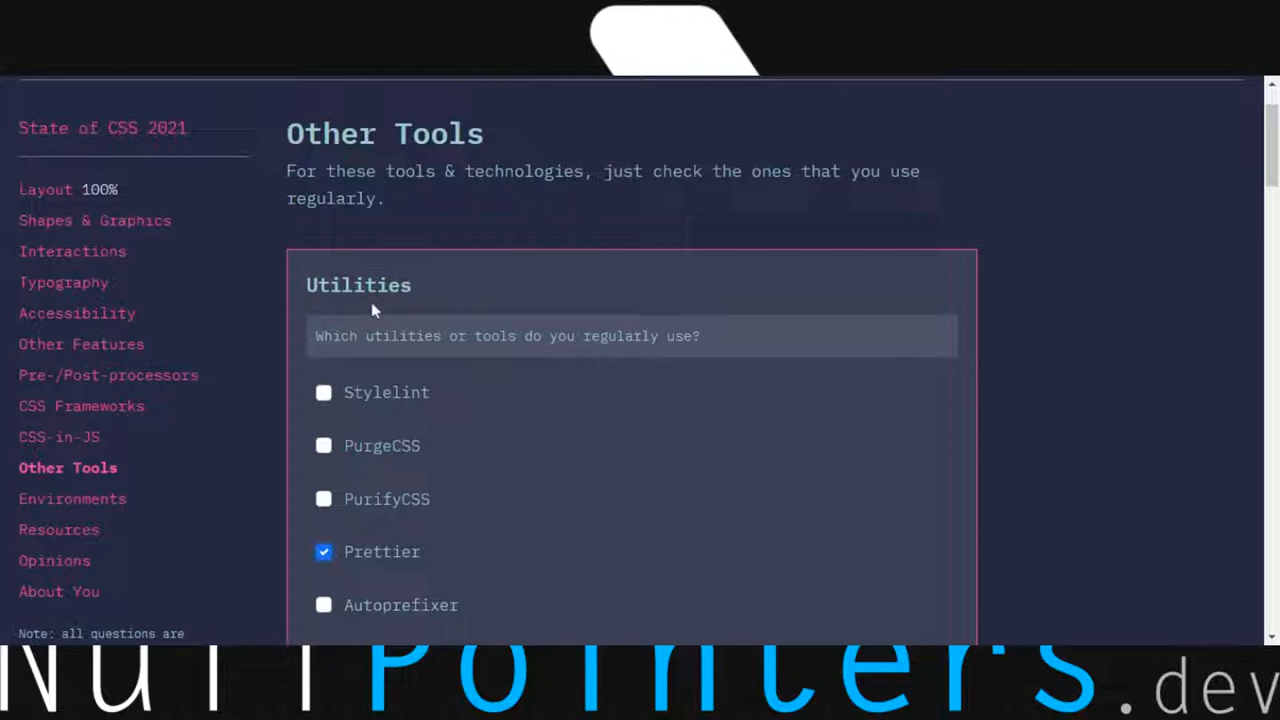 State of CSS 2021
Layout 100%
Shapes & Graphics
Interactions
Typography
Accessibility
Other Features
Pre-/Post-processors
CSS Frameworks
CSS-in-JS
Other Tools
Environments
Resources
Opinions
About You
Note: all questions are
Other Tools
For these tools & technologies, just check the ones that you use
regularly.
Utilities
Which utilities or tools do you regularly use?
Stylelint
PurgeCSS
PurifyCSS
Prettier
Autoprefixer
NullPointers.dev